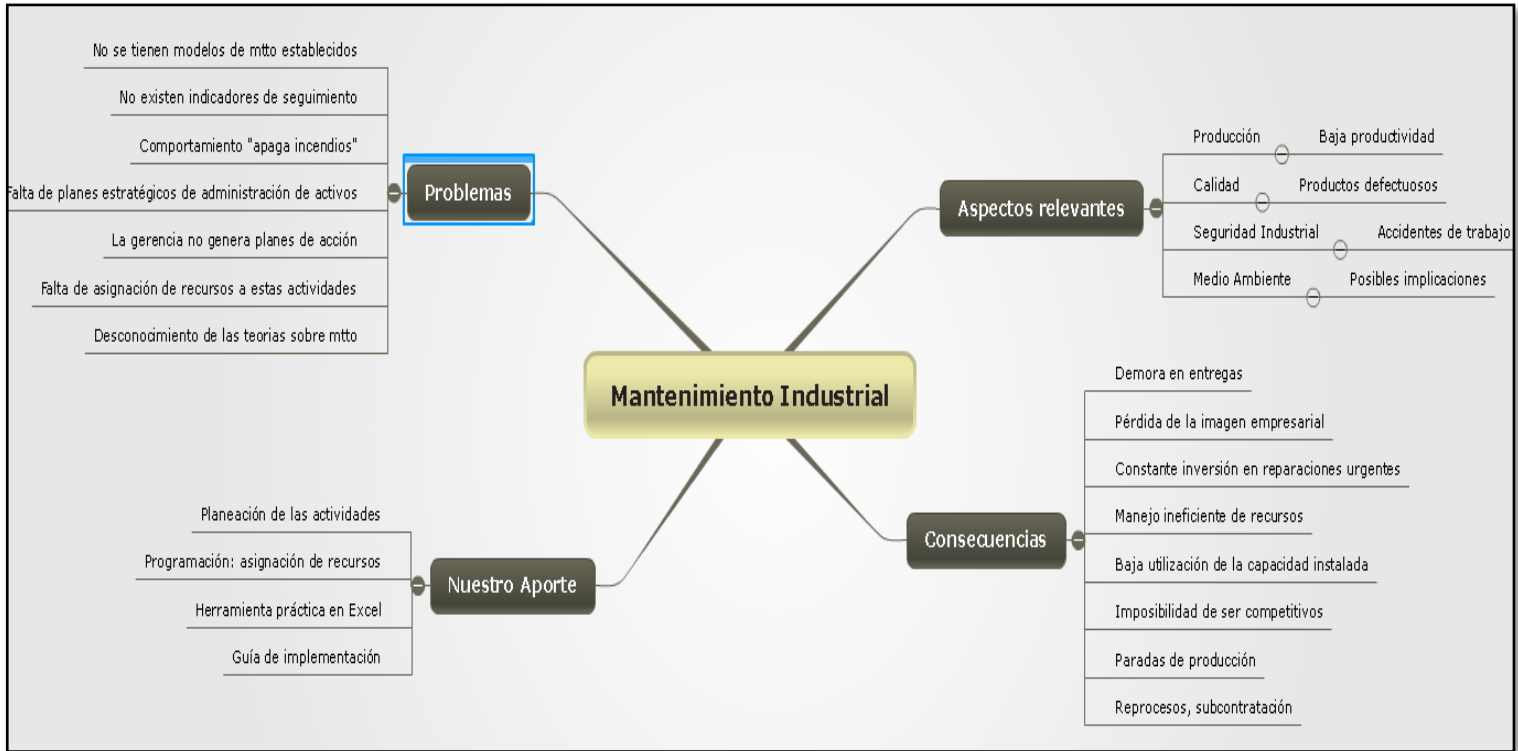 No se tienen modelos de mtto establecidos
No existen indicadores de seguimiento
Comportamiento "apaga incendios"
Falta de planes estratégicos de administración de activos
La gerencia no genera planes de acción
Falta de asignación de recursos a estas actividades
Desconocimiento de las teorias sobre mtto
Problemas
Aspectos relevantes
Producción
Baja productividad
Calidad
Productos defectuosos
Seguridad Industrial
Accidentes de trabajo
Medio Ambiente
Posibles implicaciones
Mantenimiento Industrial
Planeación de las actividades
Programación: asignación de recursos
Herramienta práctica en Excel
Guía de implementación
Nuestro Aporte
Consecuencias
Demora en entregas
Pérdida de la imagen empresarial
Constante inversión en reparaciones urgentes
Manejo ineficiente de recursos
Baja utilización de la capacidad instalada
Imposibilidad de ser competitivos
Paradas de producción
Reprocesos, subcontratación